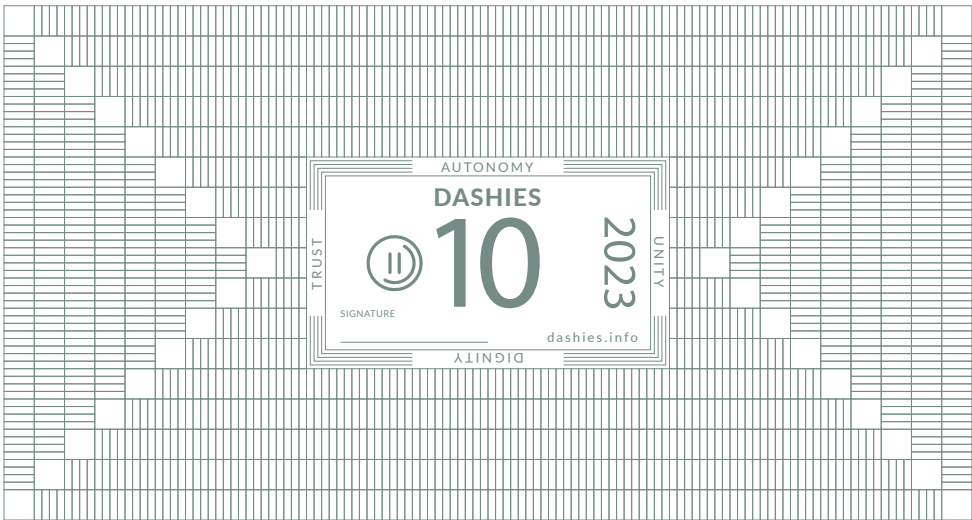 AUTONOMY
DASHIES
10
2023
TRUST
UNITY
SIGNATURE
dashies.info
DIGNITY